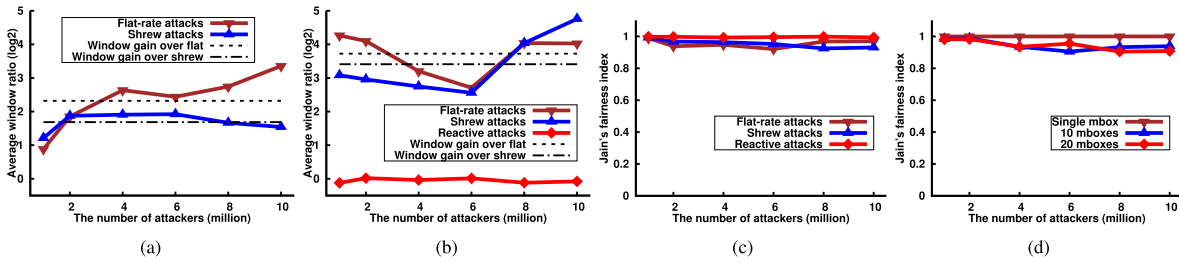 Average window ratio (log2)
5
4
3
2
1
0
Flat-rate attacks
Shrew attacks
Window gain over flat
Window gain over shrew
2 4 6 8 10
The number of attackers (million)
(a)
Average window ratio (log2)
5
4
3
2
1
0
Flat-rate attacks
Shrew attacks
Reactive attacks
Window gain over flat
Window gain over shrew
2 4 6 8 10
The number of attackers (million)
(b)
Jain's fairness index
1
0.8
0.6
0.4
0.2
0
Flat-rate attacks
Shrew attacks
Reactive attacks
2 4 6 8 10
The number of attackers (million)
(c)
Jain's fairness index
1
0.8
0.6
0.4
0.2
0
Single mbox
10 mboxes
20 mboxes
2 4 6 8 10
The number of attackers (million)
(d)